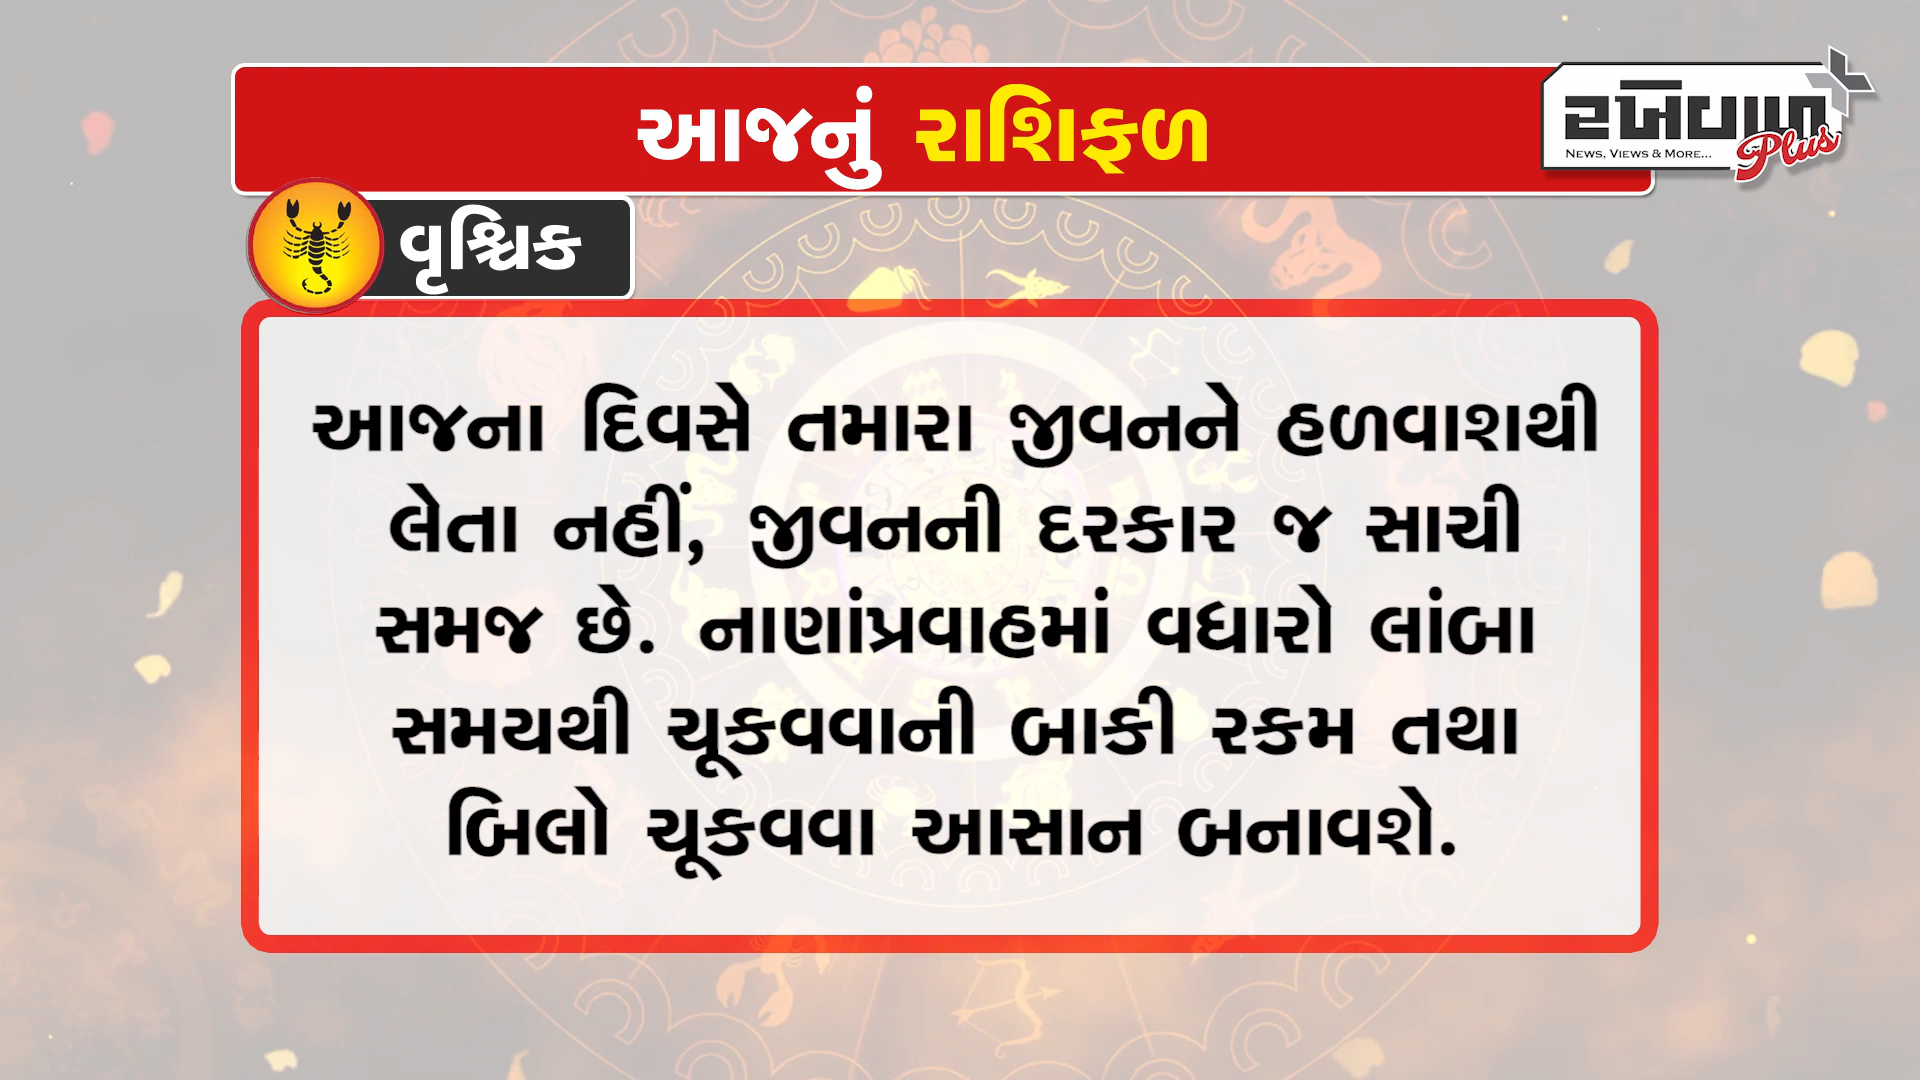 આજનું રાશિફળ
રખેવાળ
Plus
NEWS, VIEWS & MORE...
વૃશ્ચિક
આજના દિવસે તમારા જીવનને હળવાશથી
લેતા નહીં, જીવનની દરકાર જ સાચી
સમજ છે. નાણાંપ્રવાહમાં વધારો લાંબા
સમયથી ચૂકવવાની બાકી રકમ તથા
બિલો ચૂકવવા આસાન બનાવશે.